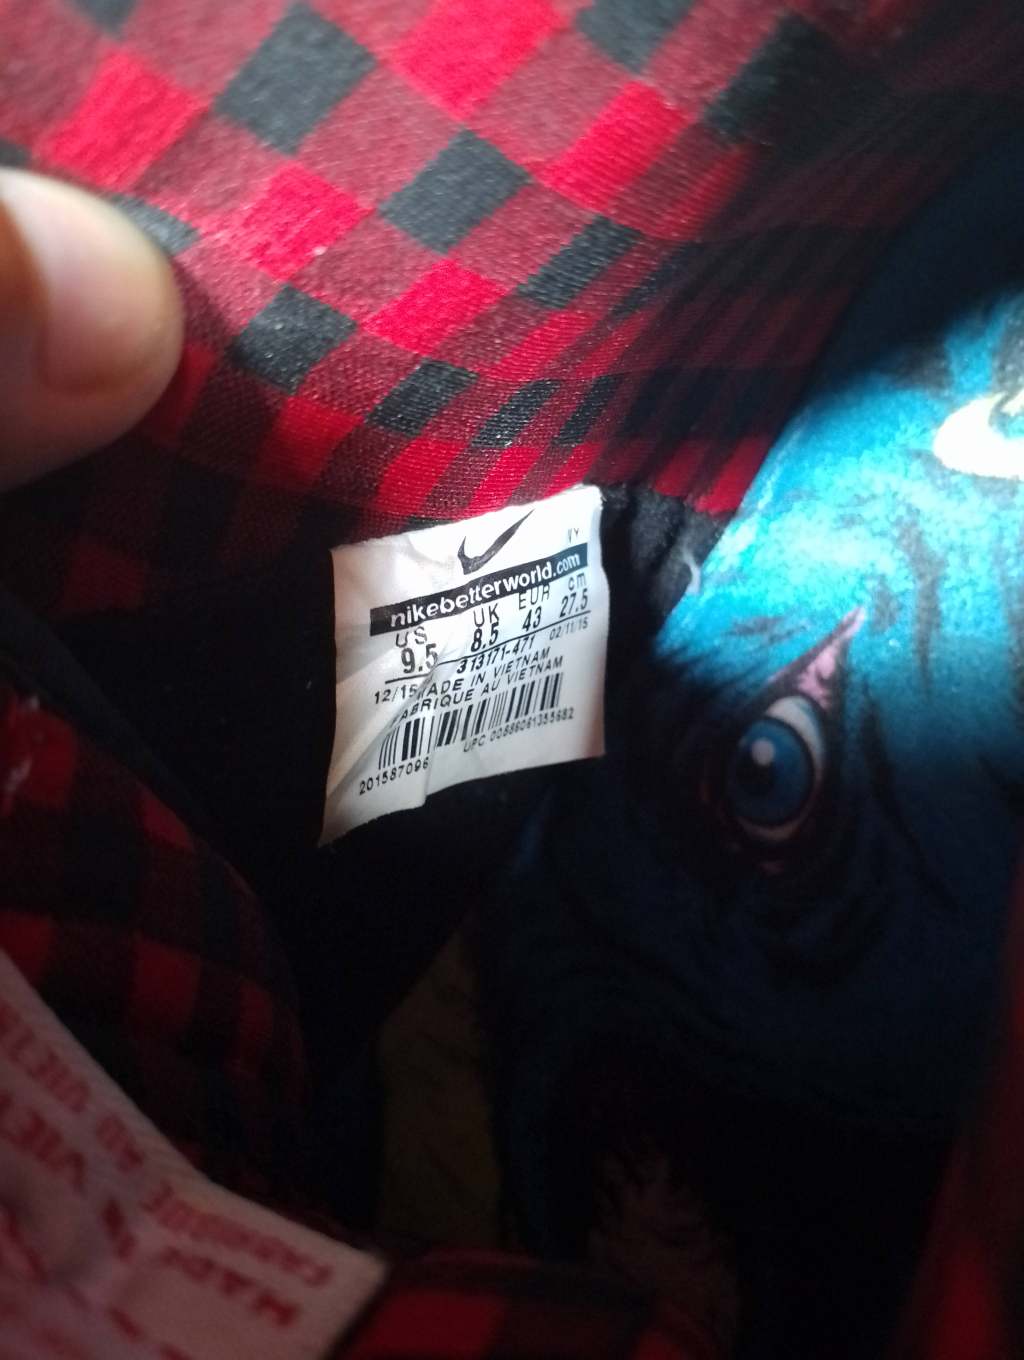 NY
nikebetterworld.com
US UK EUR cm
9.5 8.5 43 27.5
313171-471 02/11/15
12/15 MADE IN VIETNAM
FABRIQUE AU VIETNAM
201587096 UPC 00886061355682